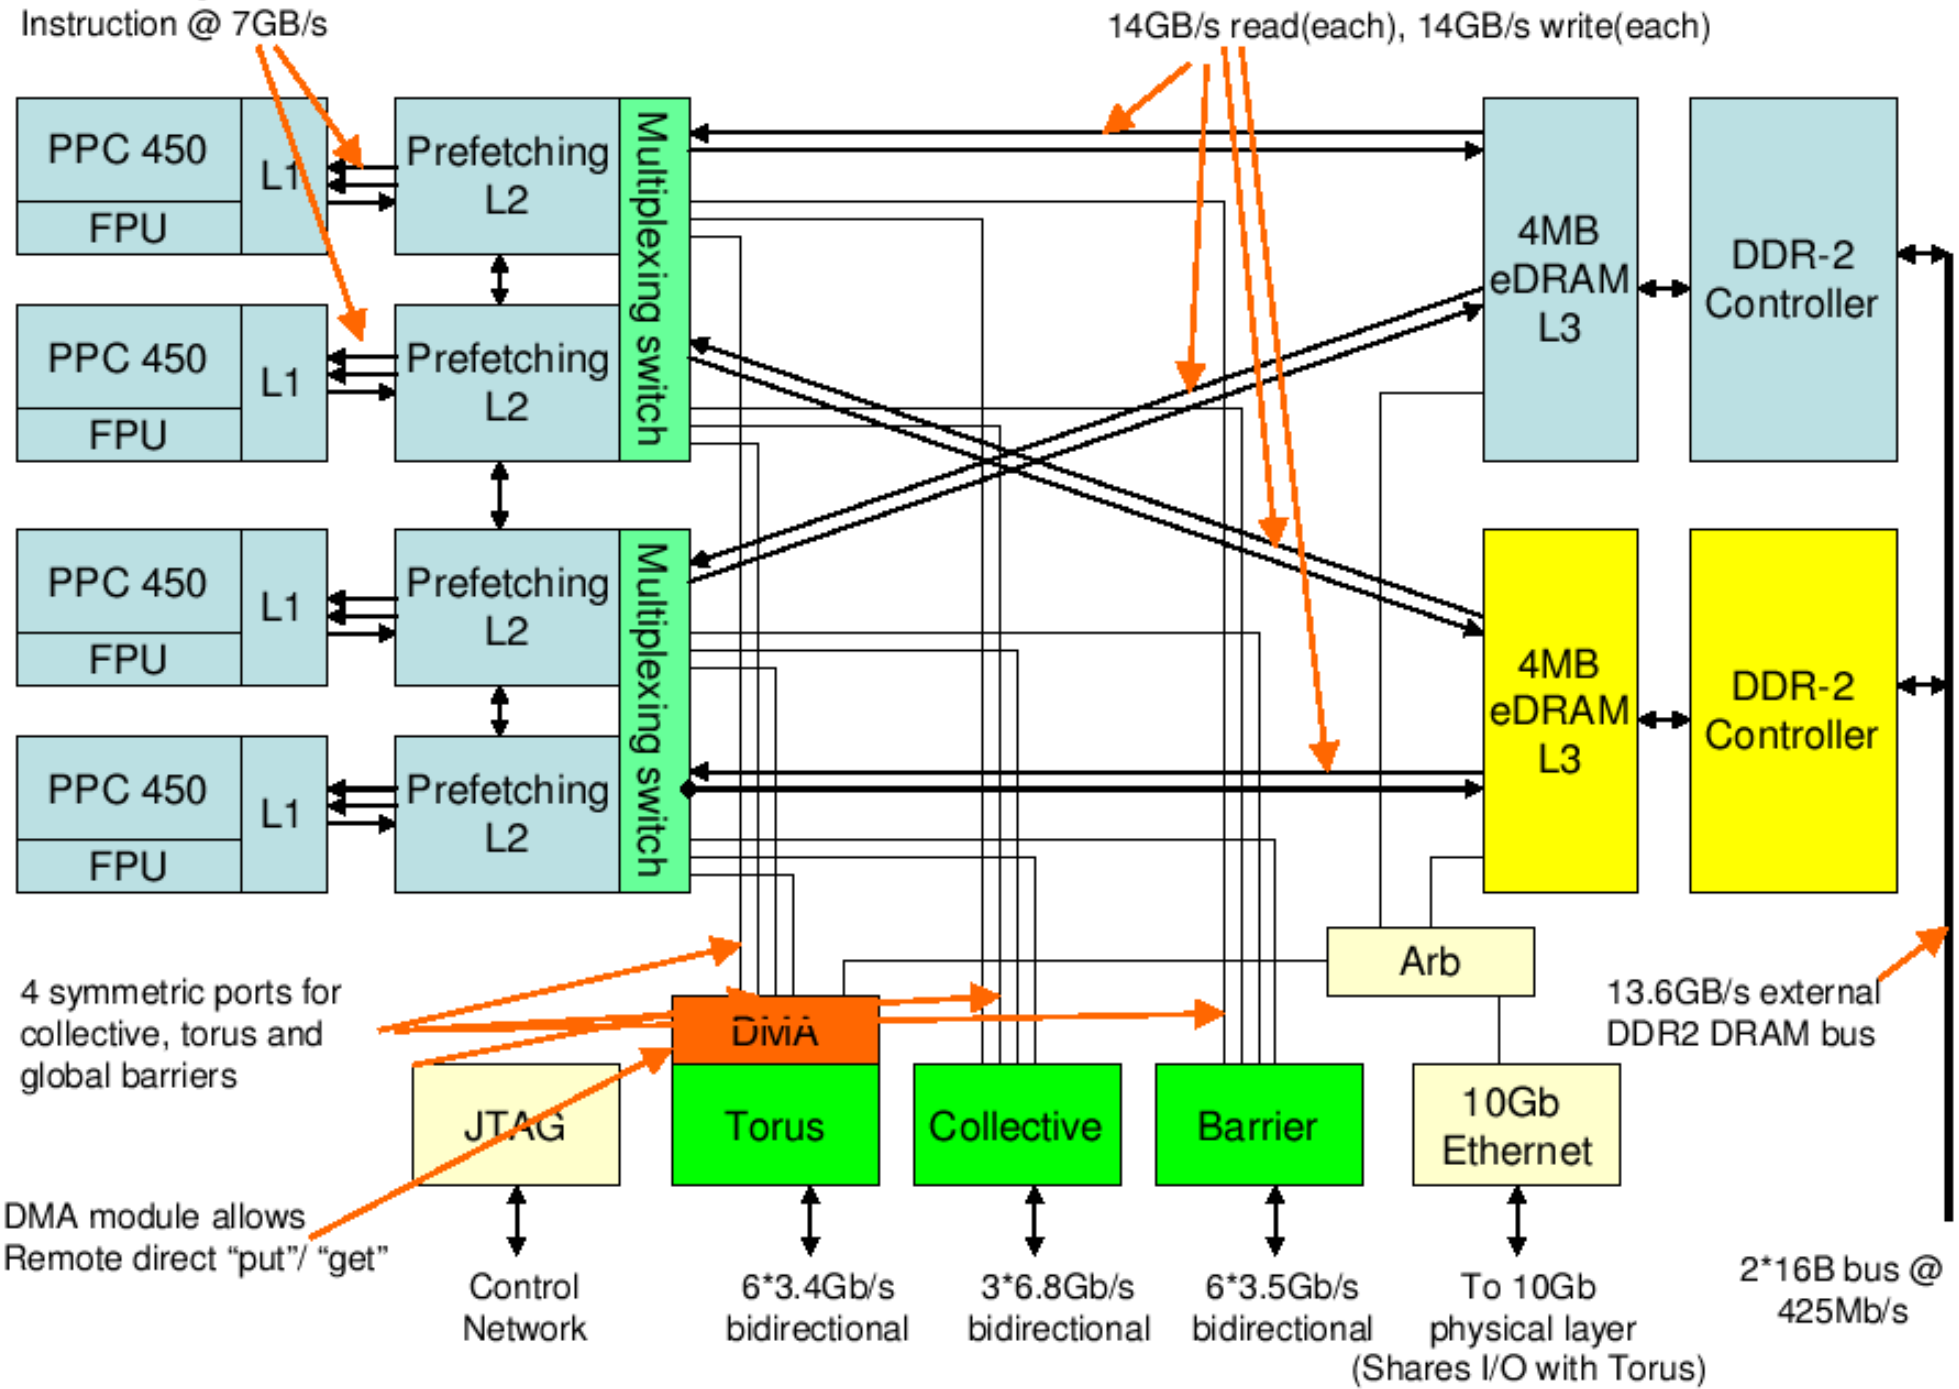 Instruction @ 7GB/s
14GB/s read(each), 14GB/s write(each)
PPC 450
FPU
L1
Prefetching
L2
Multiplexing switch
PPC 450
FPU
L1
Prefetching
L2
4MB
eDRAM
L3
DDR-2
Controller
PPC 450
FPU
L1
Prefetching
L2
Multiplexing switch
PPC 450
FPU
L1
Prefetching
L2
4MB
eDRAM
L3
DDR-2
Controller
4 symmetric ports for
collective, torus and
global barriers
DMA
Arb
13.6GB/s external
DDR2 DRAM bus
JTAG
Torus
Collective
Barrier
10Gb
Ethernet
DMA module allows
Remote direct “put”/ “get”
Control
Network
6*3.4Gb/s
bidirectional
3*6.8Gb/s
bidirectional
6*3.5Gb/s
bidirectional
To 10Gb
physical layer
(Shares I/O with Torus)
2*16B bus @
425Mb/s